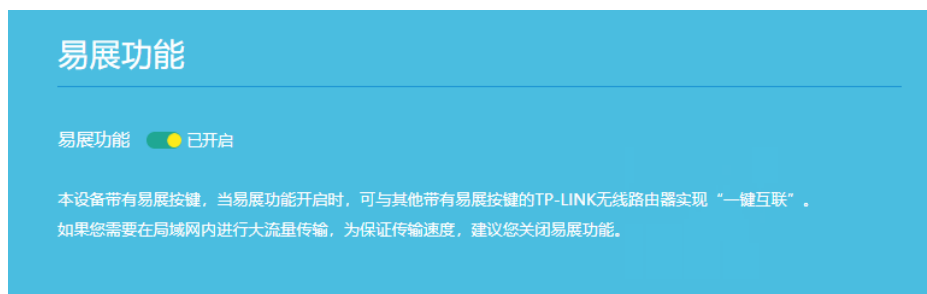 易展功能
易展功能 已开启
本设备带有易展按键，当易展功能开启时，可与其他带有易展按键的TP-LINK无线路由器实现“一键互联”。
如果您需要在局域网内进行大流量传输，为保证传输速度，建议您关闭易展功能。